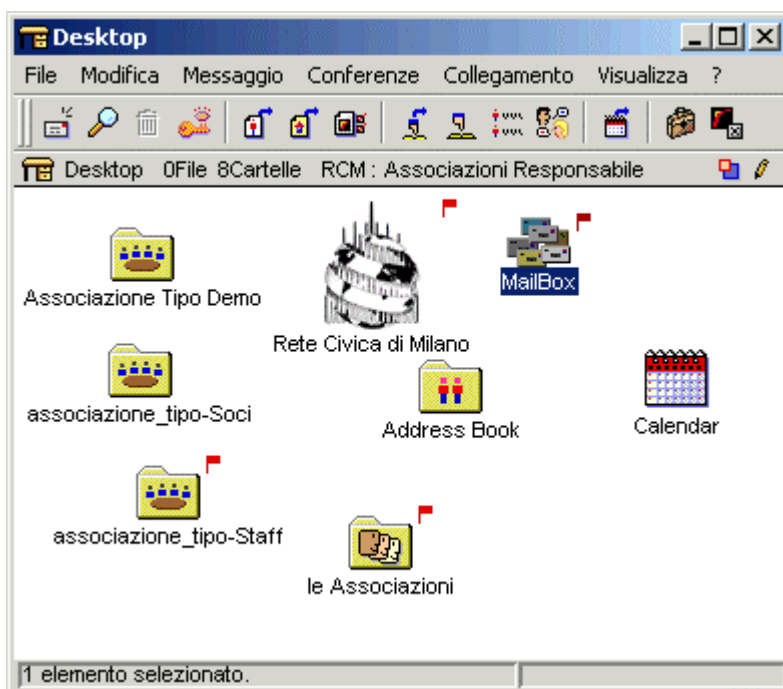 Desktop
File Modifica Messaggio Conferenze Collegamento Visualizza ?
Desktop 0File 8Cartelle RCM : Associazioni Responsabile
Associazione Tipo Demo
Rete Civica di Milano
MailBox
associazione_tipo-Soci
Address Book
Calendar
associazione_tipo-Staff
le Associazioni
1 elemento selezionato.